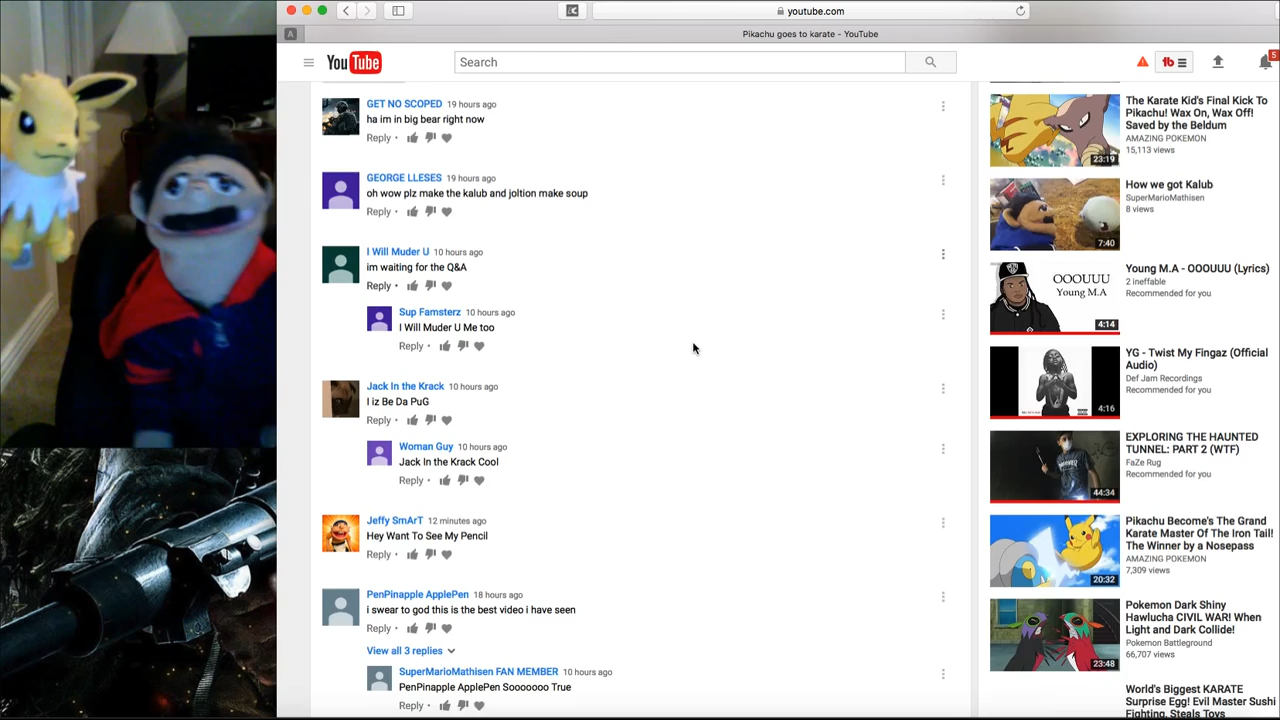 youtube.com
A
Pikachu goes to karate - YouTube
YouTube
Search
1b
5
GET NO SCOPED 19 hours ago
ha im in big bear right now
Reply •
GEORGE LLESES 19 hours ago
oh wow plz make the kalub and joltion make soup
Reply •
I Will Muder U 10 hours ago
im waiting for the Q&A
Reply •
Sup Famsterz 10 hours ago
I Will Muder U Me too
Reply •
Jack In the Krack 10 hours ago
I iz Be Da PuG
Reply •
Woman Guy 10 hours ago
Jack In the Krack Cool
Reply •
Jeffy SmArT 12 minutes ago
Hey Want To See My Pencil
Reply •
PenPinapple ApplePen 18 hours ago
i swear to god this is the best video i have seen
Reply •
View all 3 replies
SuperMarioMathisen FAN MEMBER 10 hours ago
PenPinapple ApplePen Sooooooo True
Reply •
The Karate Kid's Final Kick To
Pikachu! Wax On, Wax Off!
Saved by the Beldum
AMAZING POKEMON
15,113 views
23:19
How we got Kalub
SuperMarioMathisen
8 views
7:40
Young M.A - OOOUUU (Lyrics)
2 ineffable
Recommended for you
OOOUUU
Young M.A
4:14
YG - Twist My Fingaz (Official
Audio)
Def Jam Recordings
Recommended for you
4:16
EXPLORING THE HAUNTED
TUNNEL: PART 2 (WTF)
FaZe Rug
Recommended for you
44:34
Pikachu Become's The Grand
Karate Master Of The Iron Tail!
The Winner by a Nosepass
AMAZING POKEMON
7,309 views
20:32
Pokemon Dark Shiny
Hawlucha CIVIL WAR! When
Light and Dark Collide!
Pokemon Battleground
66,707 views
23:48
World's Biggest KARATE
Surprise Egg! Evil Master Sushi
Fighting, Steals Toys